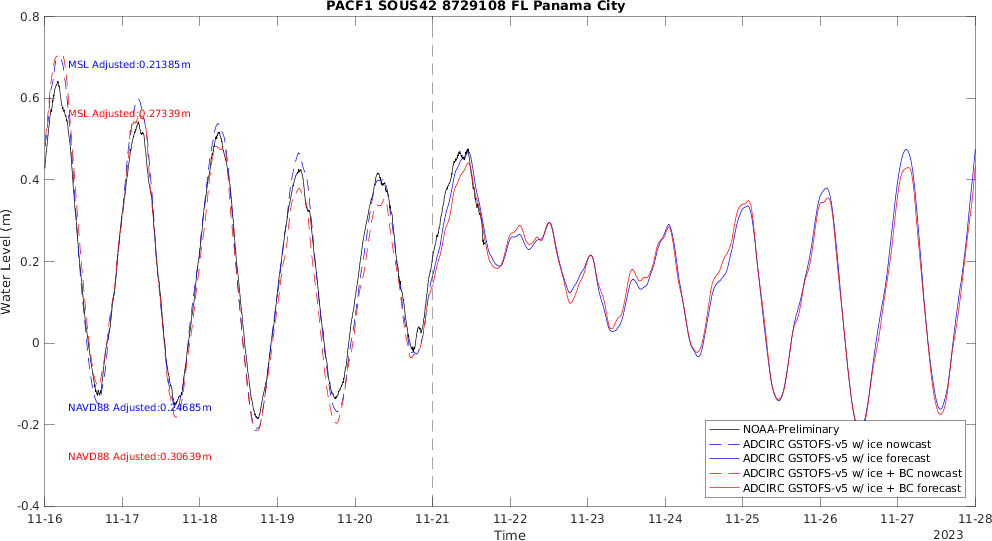 PACF1 SOUS42 8729108 FL Panama City
0.8
0.6
0.4
0.2
0
-0.2
-0.4
Water Level (m)
MSL Adjusted:0.21385m
MSL Adjusted:0.27339m
NAVD88 Adjusted:0.24685m
NAVD88 Adjusted:0.30639m
NOAA-Preliminary
ADCIRC GSTOFS-v5 w/ ice nowcast
ADCIRC GSTOFS-v5 w/ ice forecast
ADCIRC GSTOFS-v5 w/ ice + BC nowcast
ADCIRC GSTOFS-v5 w/ ice + BC forecast
11-16 11-17 11-18 11-19 11-20 11-21 11-22 11-23 11-24 11-25 11-26 11-27 11-28
Time
2023